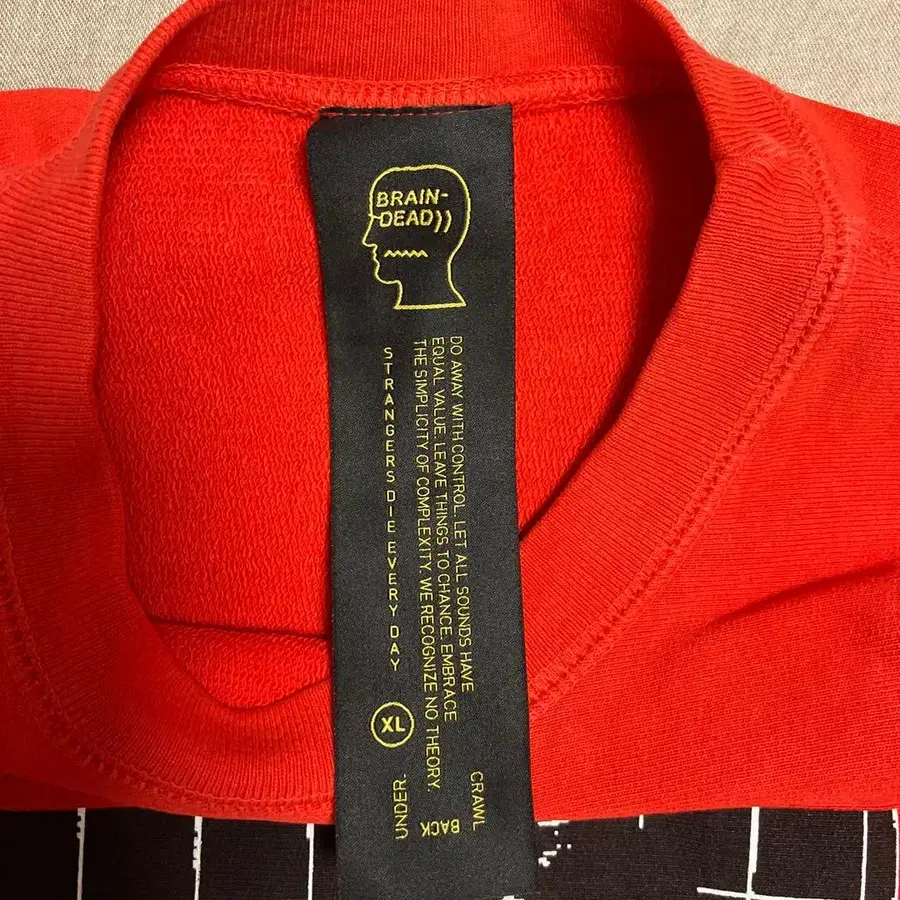 BRAIN-
DEAD))
DO AWAY WITH CONTROL. LET ALL SOUNDS HAVE
EQUAL VALUE. LEAVE THINGS TO CHANCE. EMBRACE
THE SIMPLICITY OF COMPLEXITY. WE RECOGNIZE NO THEORY.
STRANGERS DIE EVERY DAY
XL
CRAWL
BACK
UNDER.